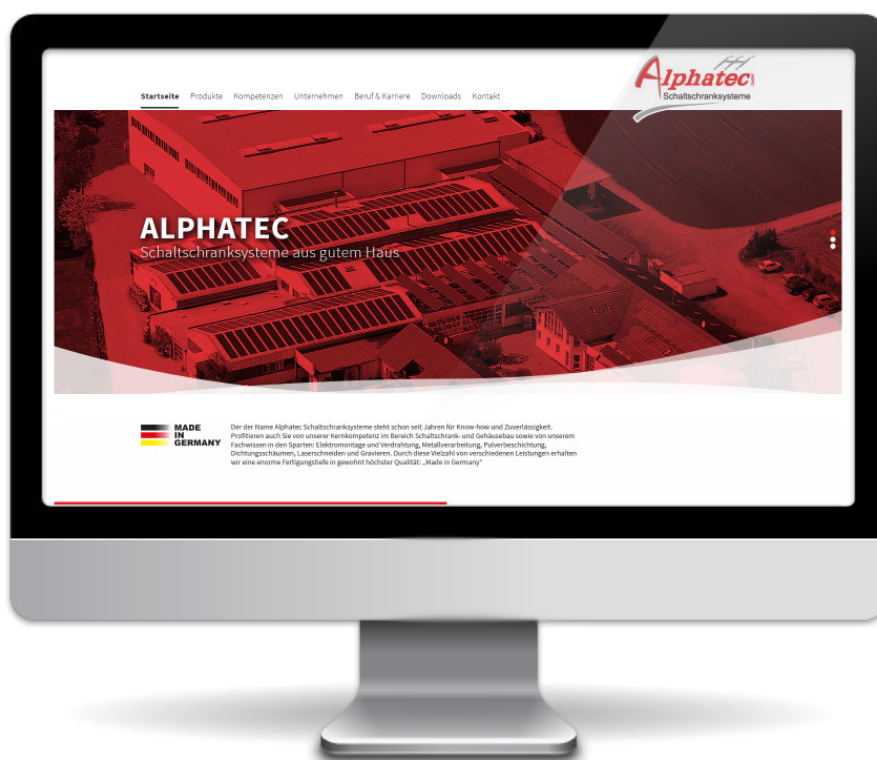 Alphatec
Schaltschranksysteme
Startseite Produkte Kompetenzen Unternehmen Beruf & Karriere Downloads Kontakt
ALPHATEC
Schaltschranksysteme aus gutem Haus
MADE
IN
GERMANY
Der der Name Alphatec Schaltschranksysteme steht schon seit Jahren für Know-how und Zuverlässigkeit.
Profitieren auch Sie von unserer Kernkompetenz im Bereich Schaltschrank- und Gehäusebau sowie von unserem
Fachwissen in den Sparten: Elektromontage und Verdrahtung, Metallverarbeitung, Pulverbeschichtung,
Dichtungsschäumen, Laserschneiden und Gravieren. Durch diese Vielzahl von verschiedenen Leistungen erhalten
wir eine enorme Fertigungstiefe in gewohnt höchster Qualität: „Made in Germany"